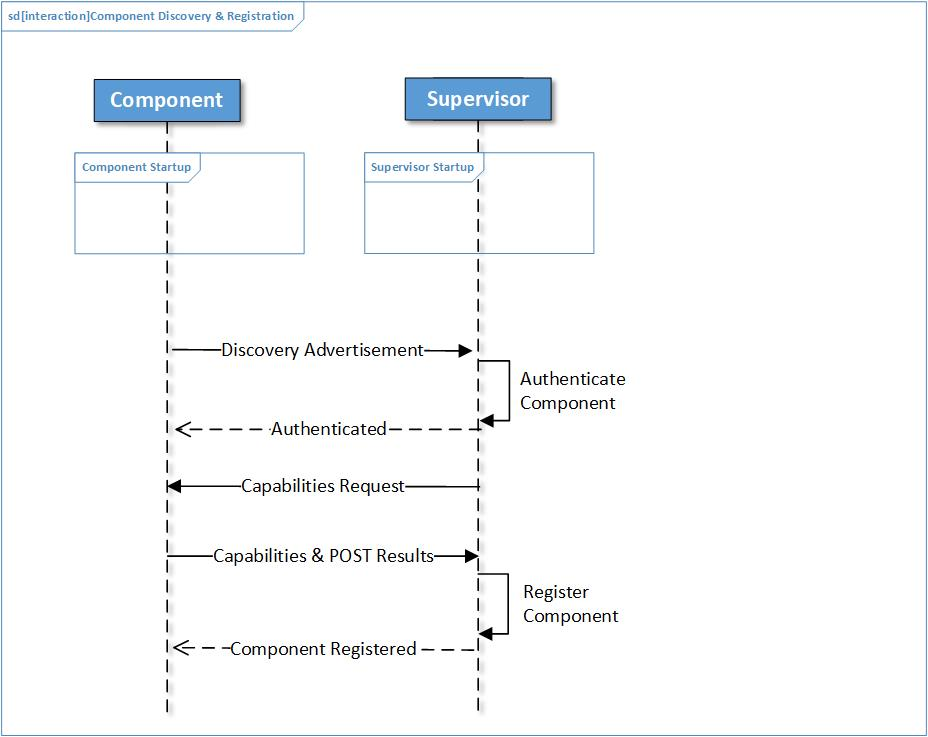 sd[interaction]Component Discovery & Registration
Component
Supervisor
Component Startup
Supervisor Startup
Discovery Advertisement
Authenticate
Component
Authenticated
Capabilities Request
Capabilities & POST Results
Register
Component
Component Registered